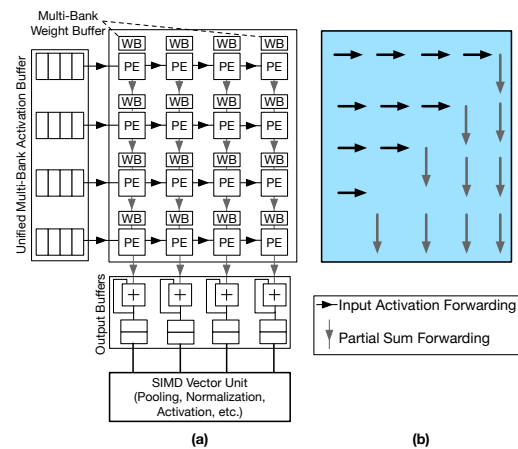 Multi-Bank
Weight Buffer
Unified Multi-Bank Activation Buffer
WB WB WB WB
PE PE PE PE
WB WB WB WB
PE PE PE PE
WB WB WB WB
PE PE PE PE
WB WB WB WB
PE PE PE PE
Output Buffers
+ + + +
SIMD Vector Unit
(Pooling, Normalization,
Activation, etc.)
(a)
Input Activation Forwarding
Partial Sum Forwarding
(b)